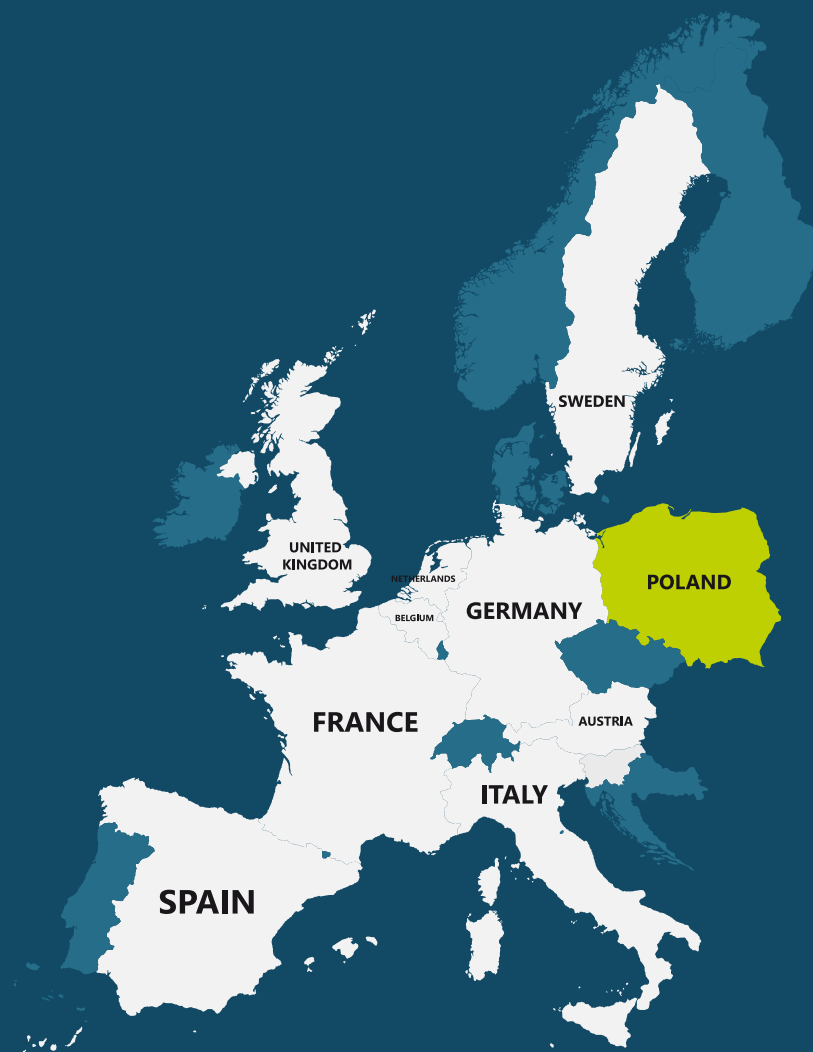 SWEDEN
UNITED
KINGDOM
NETHERLANDS
POLAND
GERMANY
BELGIUM
FRANCE
AUSTRIA
ITALY
SPAIN